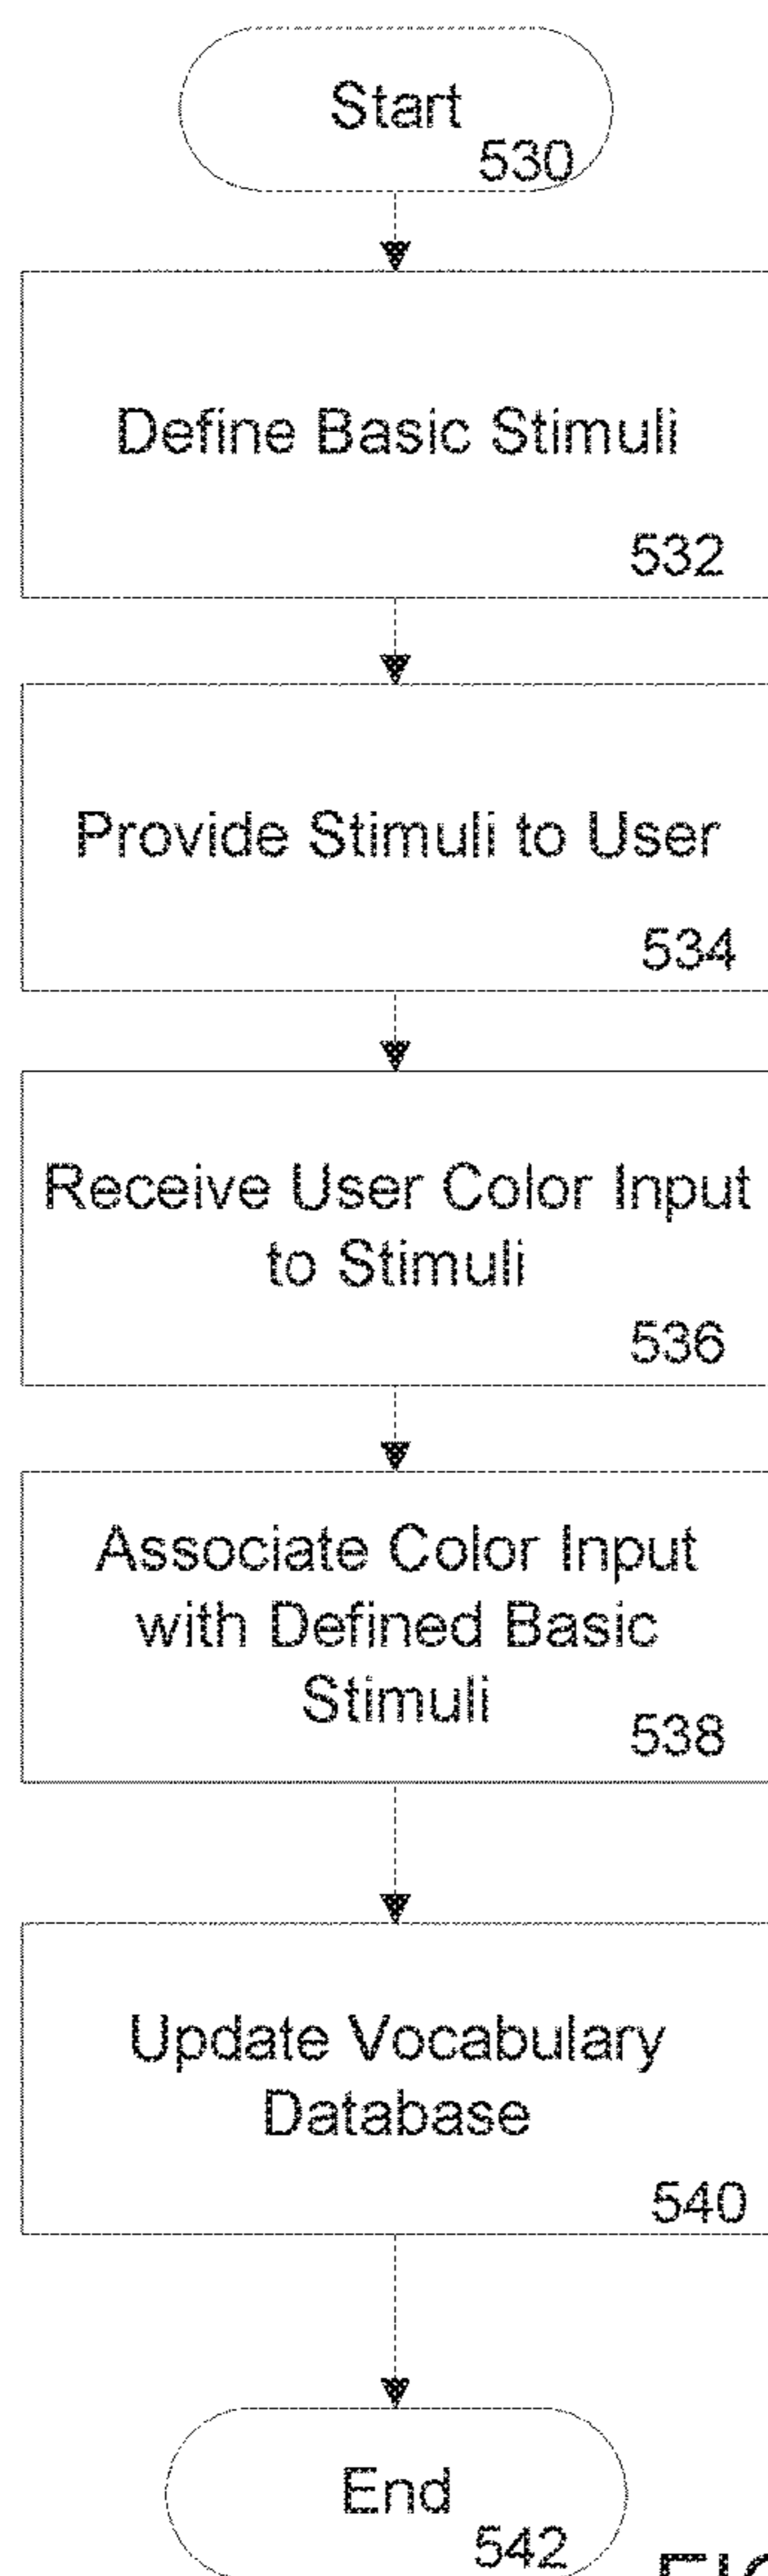 Start
530
Define Basic Stimuli
532
Provide Stimuli to User
534
Receive User Color Input
to Stimuli
536
Associate Color Input
with Defined Basic
Stimuli
538
Update Vocabulary
Database
540
End
542